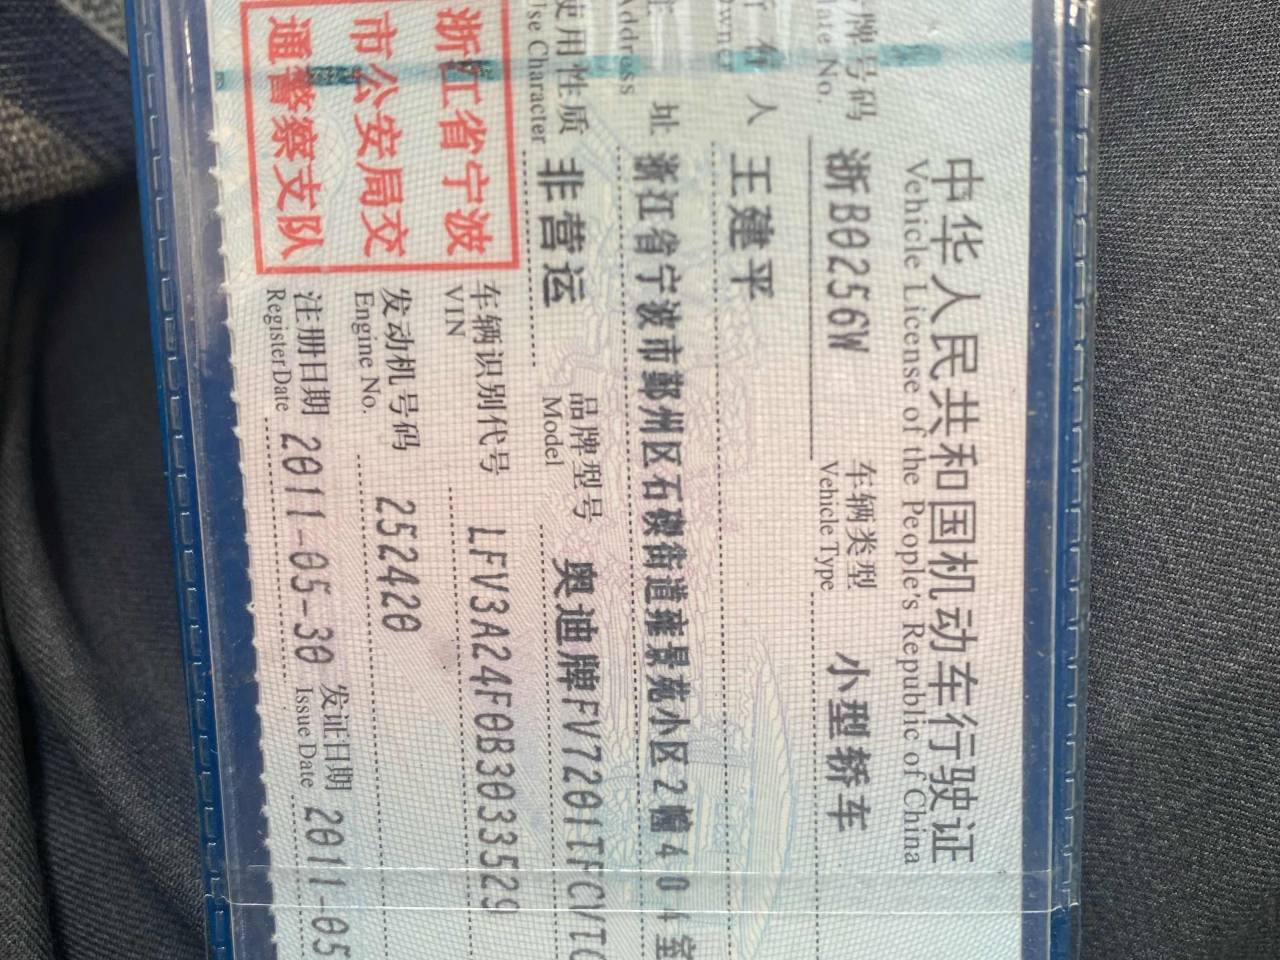 中华人民共和国机动车行驶证
Vehicle License of the People's Republic of China
号牌号码 浙B0256W 车辆类型 小型轿车
Plate No. Vehicle Type
所有人 王建平
Owner
住址 浙江省宁波市鄞州区石碶街道雍景苑小区2幢404室
Address
使用性质 非营运 品牌型号 奥迪牌FV7201TFCVTG
Use Character Model
浙江省宁波市公安局交通警察支队
车辆识别代号 LFV3A24F0B3033529
VIN
发动机号码 252420
Engine No.
注册日期 2011-05-30 发证日期 2011-05
Register Date Issue Date